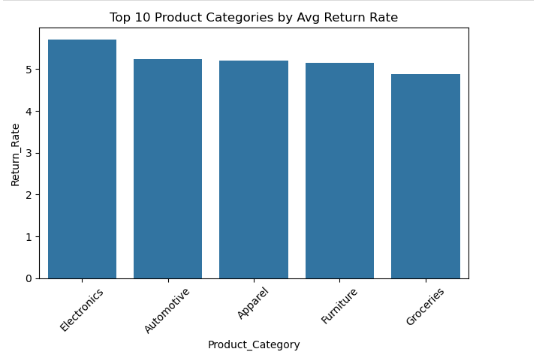 Top 10 Product Categories by Avg Return Rate
Return_Rate
5
4
3
2
1
0
Electronics
Automotive
Apparel
Furniture
Groceries
Product_Category